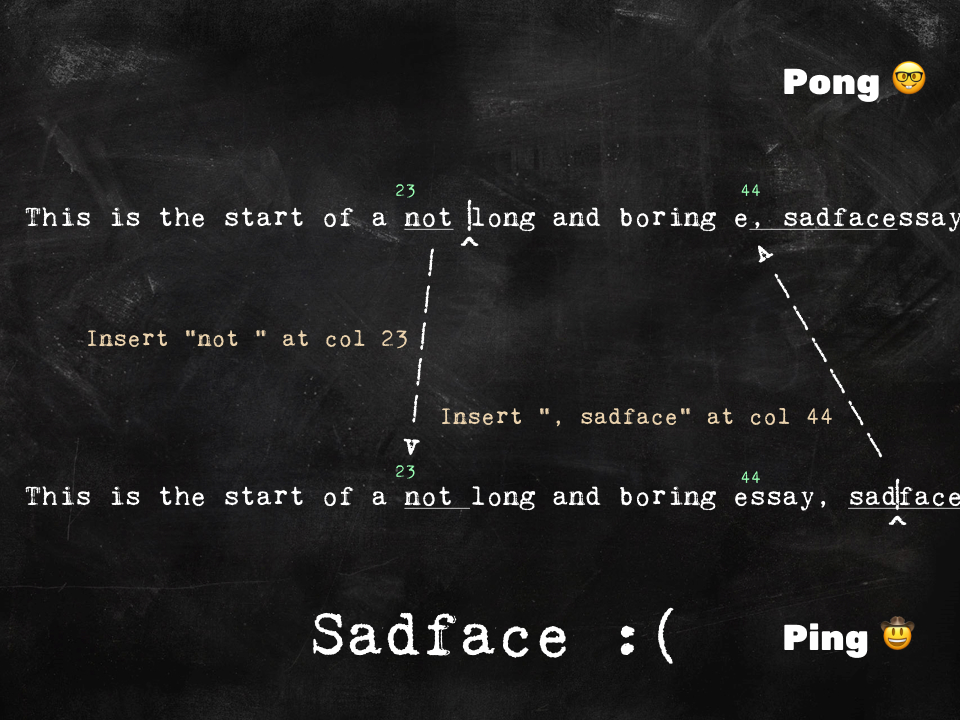 Pong 🤓
23 44
This is the start of a not long and boring e, sadfacessay
^
Insert "not " at col 23
Insert ", sadface" at col 44
23 44
This is the start of a not long and boring essay, sadface
^
Sadface :(
Ping 🤠